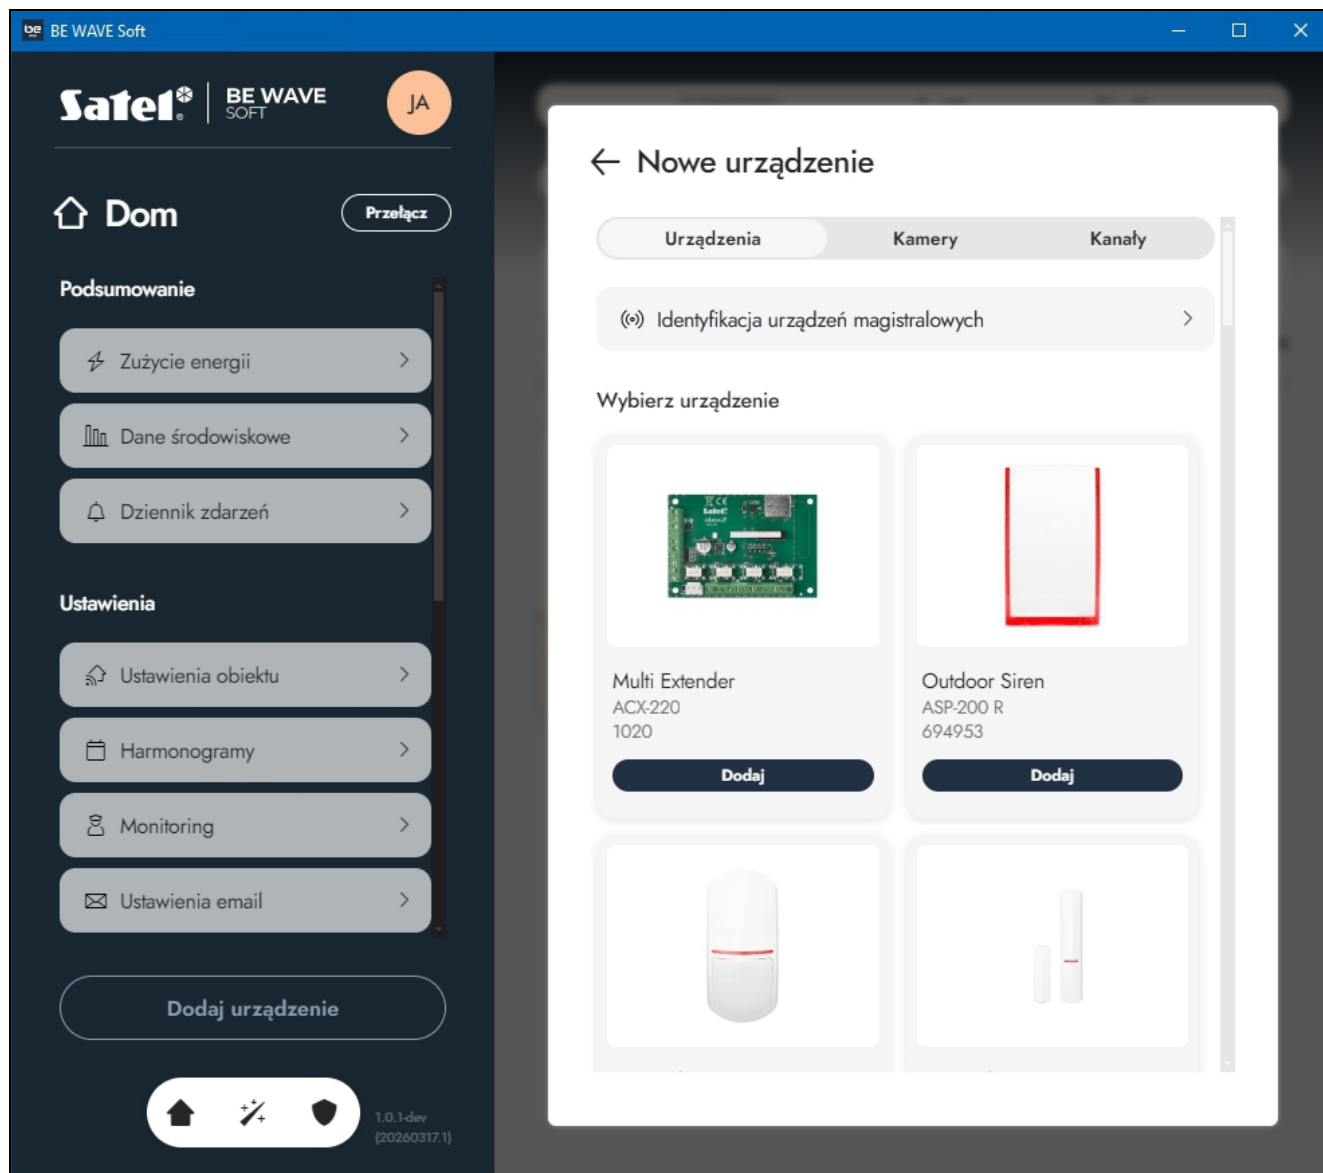 BE WAVE Soft
Satel®
BE WAVE
SOFT
JA
Dom
Przełącz
Podsumowanie
Zużycie energii
Dane środowiskowe
Dziennik zdarzeń
Ustawienia
Ustawienia obiektu
Harmonogramy
Monitoring
Ustawienia email
Dodaj urządzenie
1.0.1-dev
(20260317.1)
Nowe urządzenie
Urządzenia
Kamery
Kanały
Identyfikacja urządzeń magistralowych
Wybierz urządzenie
Satel
Multi Extender
ACX-220
1020
Dodaj
Outdoor Siren
ASP-200 R
694953
Dodaj